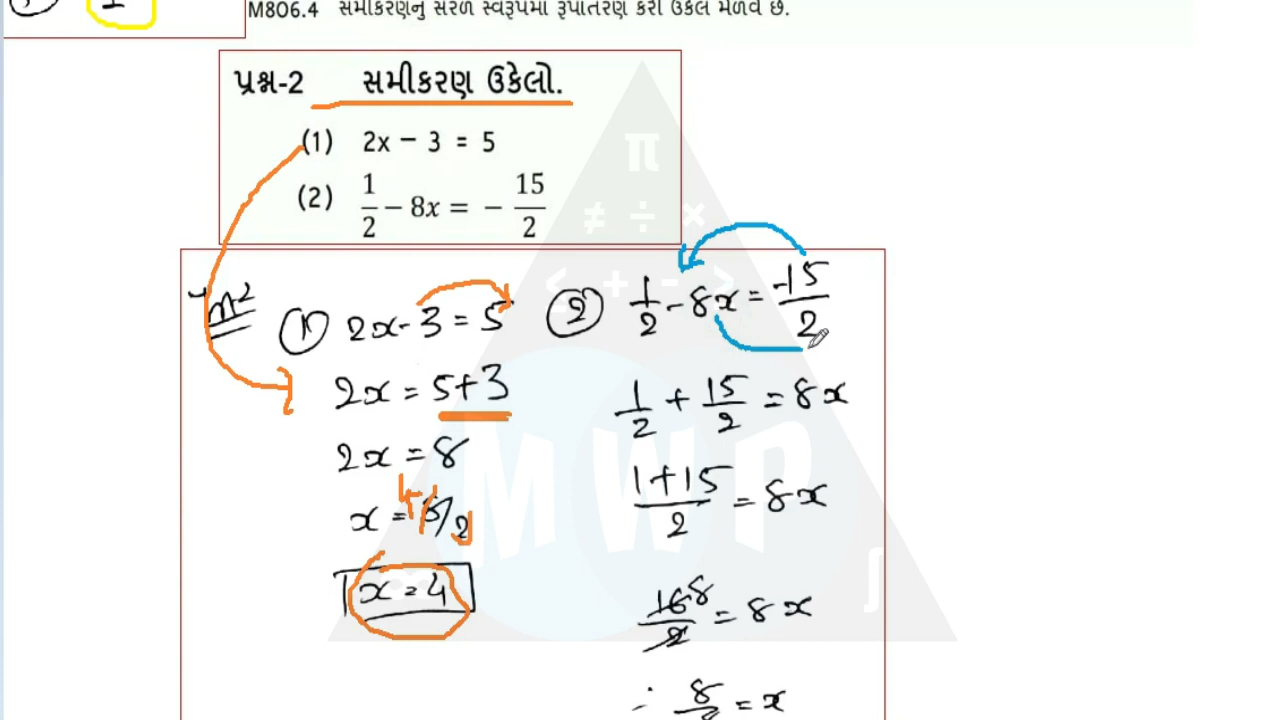 M806.4 સમીકરણનું સરળ સ્વરૂપમાં રૂપાંતરણ કરી ઉકેલ મેળવે છે.
પ્રશ્ન-2 સમીકરણ ઉકેલો.
(1) 2x − 3 = 5
(2) 1/2 − 8x = − 15/2
① 2x - 3 = 5
2x = 5+3
2x = 8
x = 8/2
4
x = 4
② 1/2 - 8x = -15/2
1/2 + 15/2 = 8x
1+15/2 = 8x
16/2 = 8x
8
∴ 8/8 = x
π
≠ ÷ ×
≤ + - >
MWP
∫